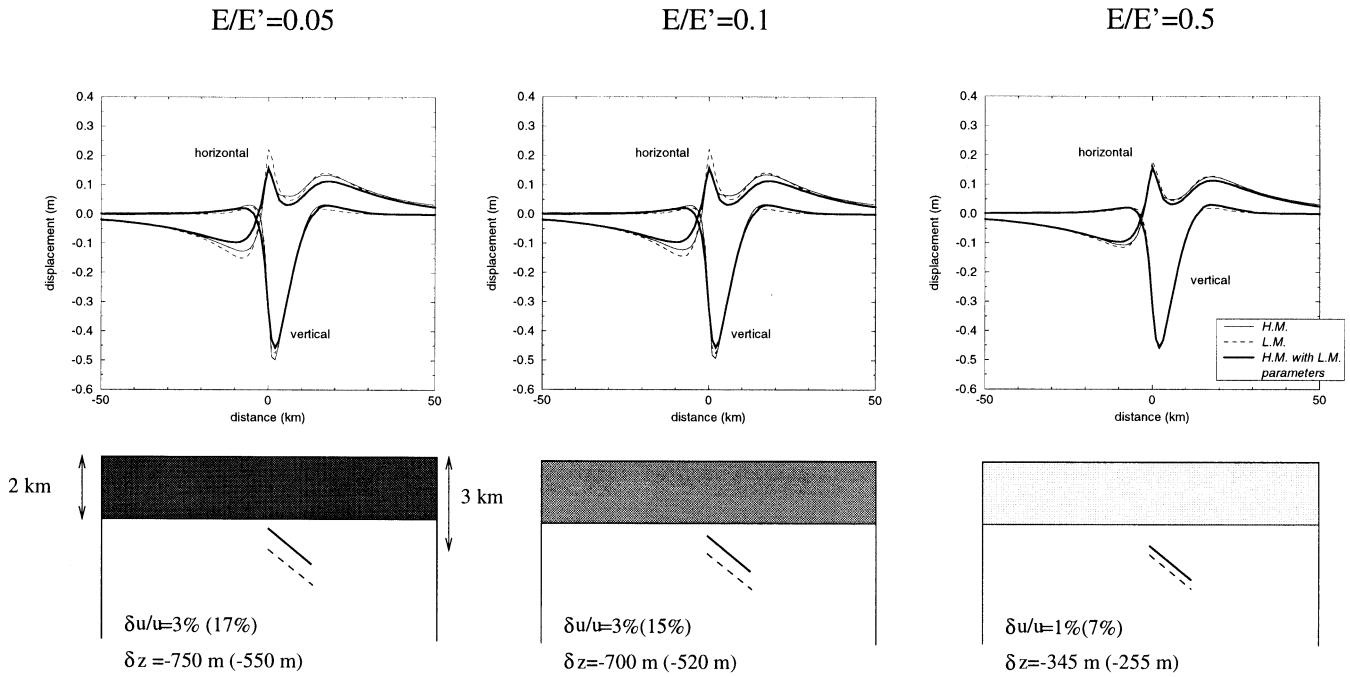 E/E'=0.05
E/E'=0.1
E/E'=0.5
0.4
0.3
0.2
0.1
0.0
-0.1
-0.2
-0.3
-0.4
-0.5
-0.6
displacement (m)
horizontal
vertical
-50
0
50
distance (km)
0.4
0.3
0.2
0.1
0.0
-0.1
-0.2
-0.3
-0.4
-0.5
-0.6
displacement (m)
horizontal
vertical
-50
0
50
distance (km)
0.4
0.3
0.2
0.1
0.0
-0.1
-0.2
-0.3
-0.4
-0.5
-0.6
displacement (m)
horizontal
vertical
H.M.
L.M.
H.M. with L.M.
parameters
-50
0
50
distance (km)
2 km
3 km
δu/u=3% (17%)
δz =-750 m (-550 m)
δu/u=3%(15%)
δz=-700 m (-520 m)
δu/u=1%(7%)
δz=-345 m (-255 m)